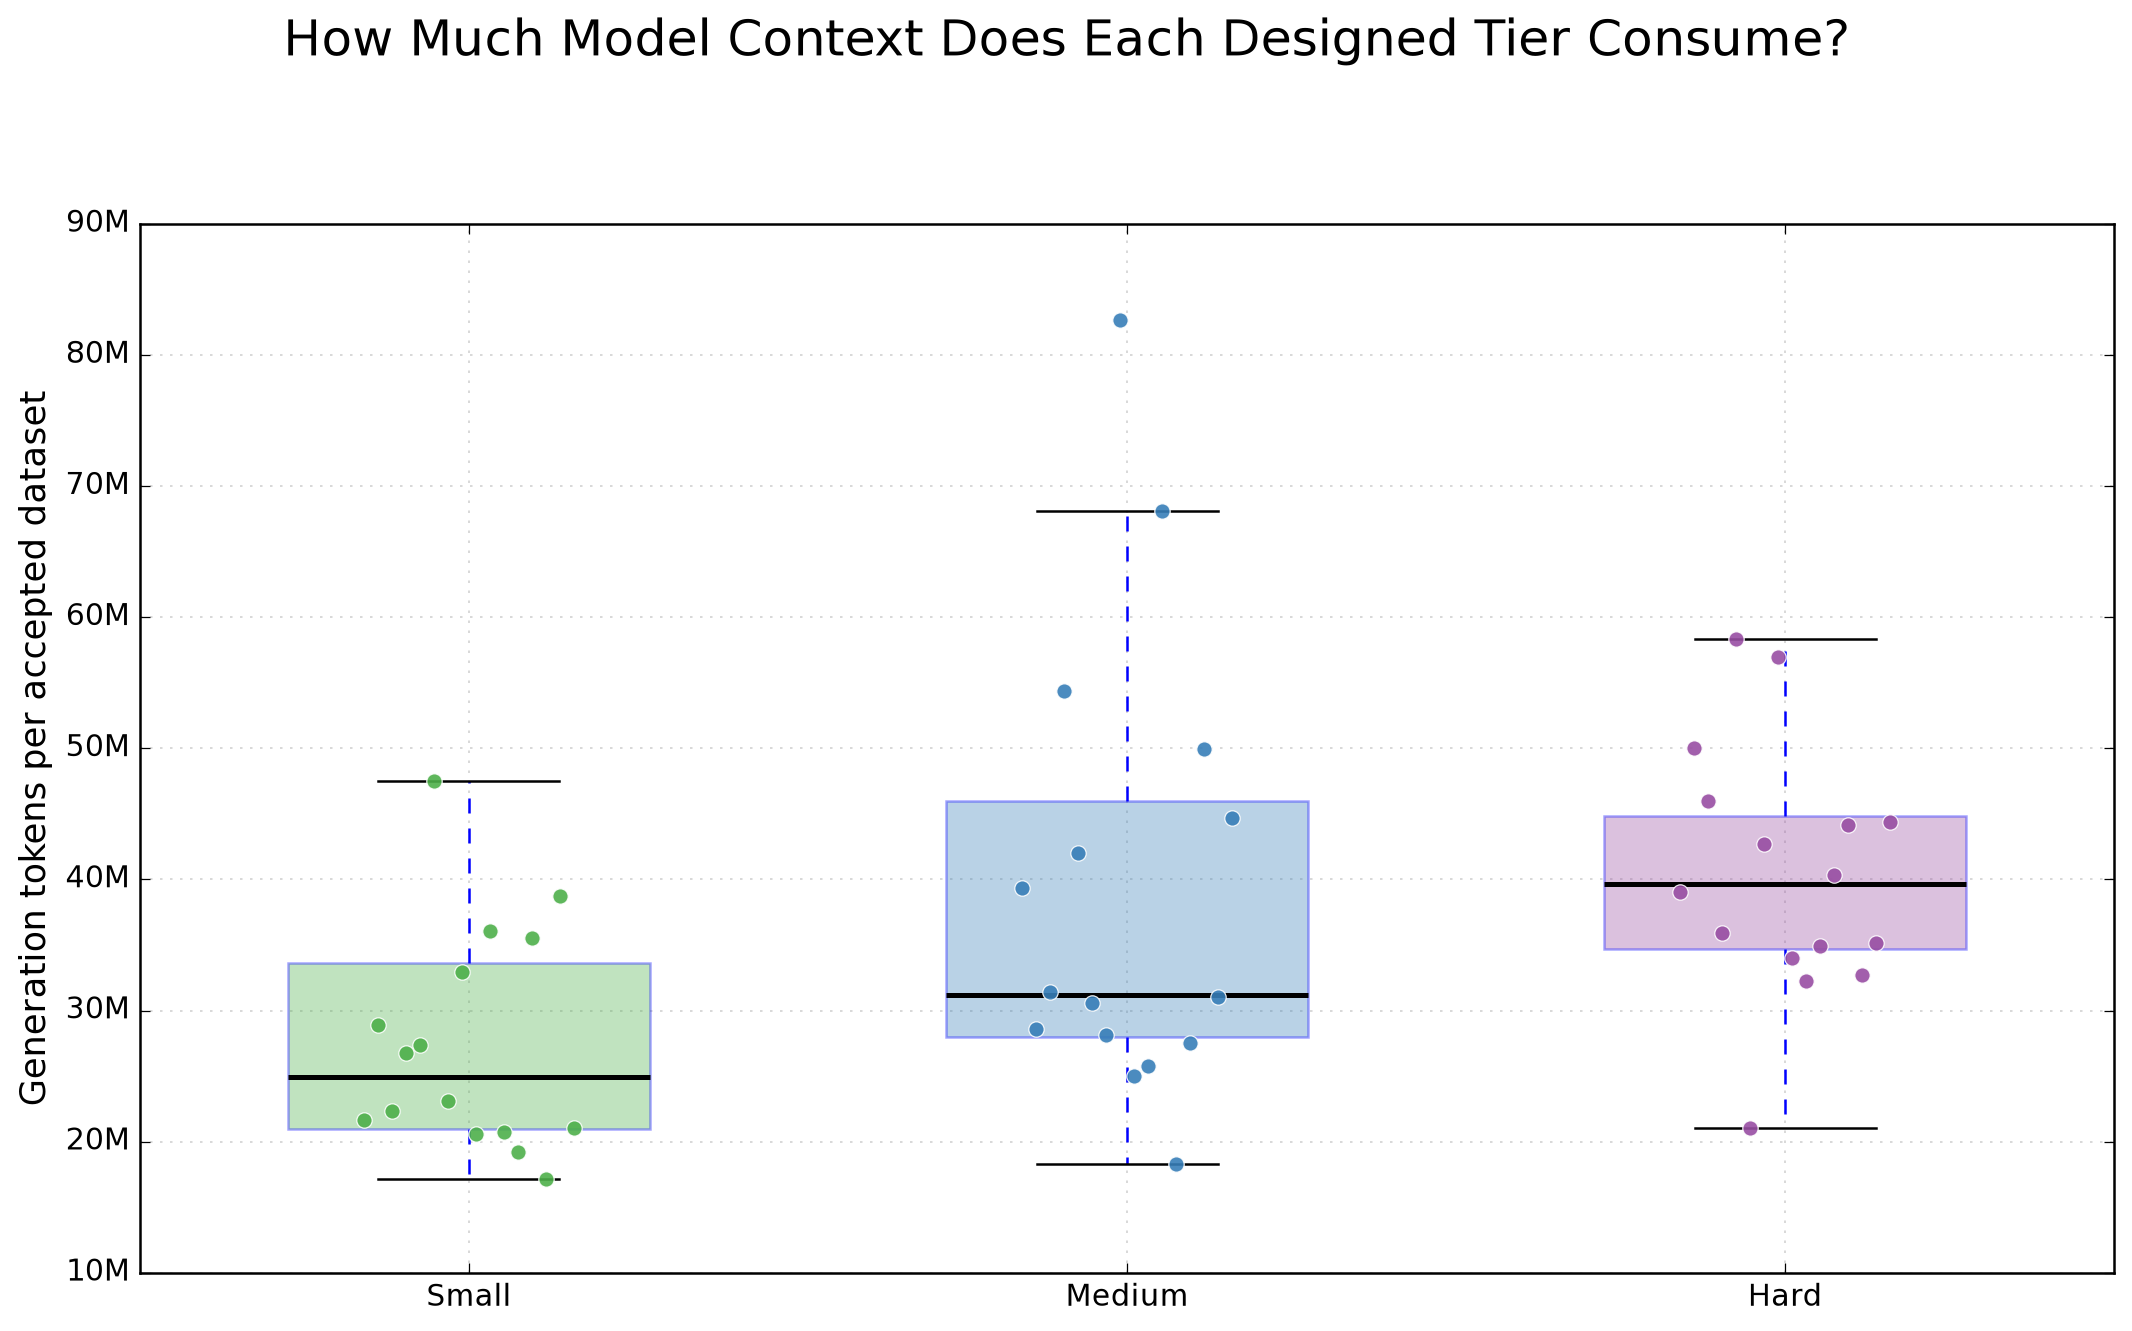 How Much Model Context Does Each Designed Tier Consume?
Generation tokens per accepted dataset
90M
80M
70M
60M
50M
40M
30M
20M
10M
Small
Medium
Hard